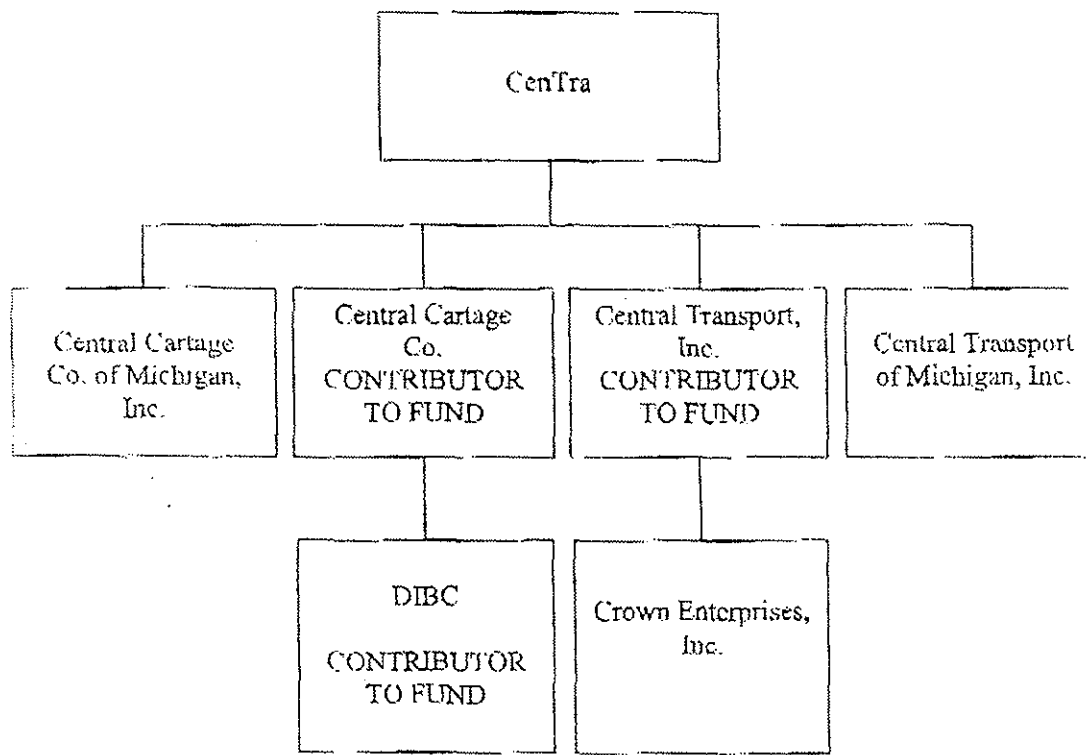 CenTra
Central Cartage
Co. of Michigan,
Inc.
Central Cartage
Co.
CONTRIBUTOR
TO FUND
Central Transport,
Inc.
CONTRIBUTOR
TO FUND
Central Transport
of Michigan, Inc.
DIBC
CONTRIBUTOR
TO FUND
Crown Enterprises,
Inc.